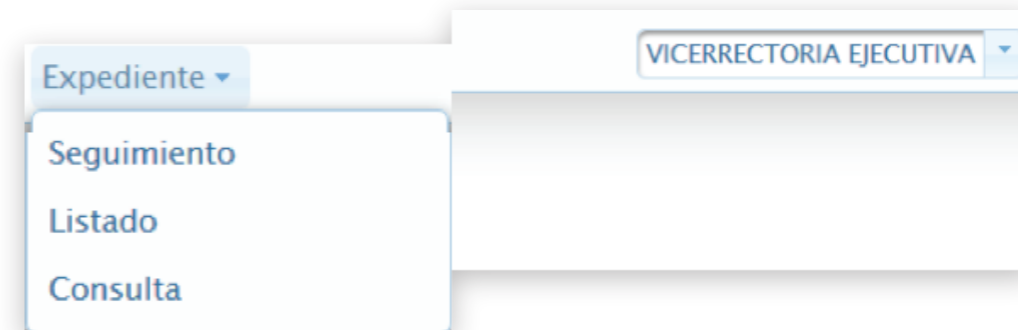 VICERRECTORIA EJECUTIVA
Expediente
Seguimiento
Listado
Consulta